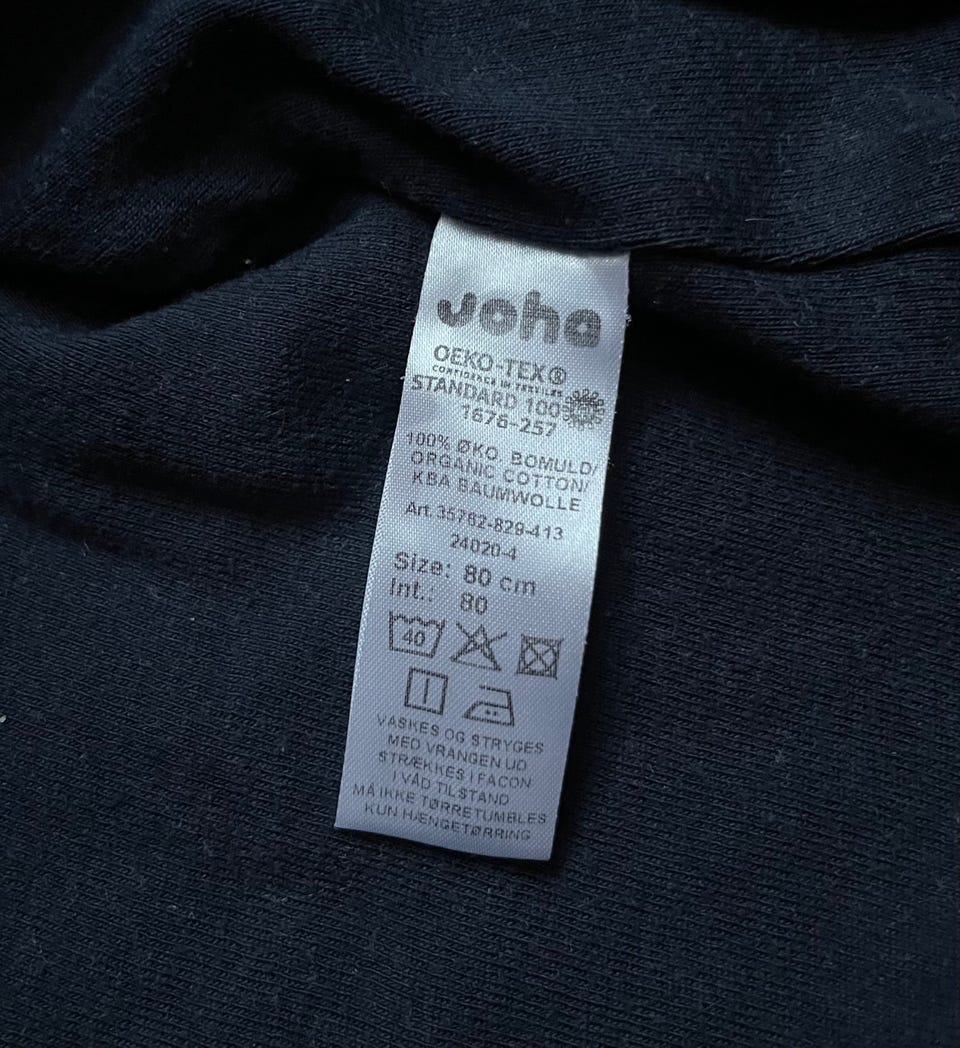 joha
OEKO-TEX®
CONFIDENCE IN TEXTILES
STANDARD 100
1676-257
100% ØKO. BOMULD/
ORGANIC COTTON/
KBA BAUMWOLLE
Art. 35762-829-413
24020-4
Size: 80 cm
Int.: 80
40
VASKES OG STRYGES
MED VRANGEN UD
STRÆKKES I FACON
I VÅD TILSTAND
MÅ IKKE TØRRETUMBLES
KUN HÆNGETØRRING